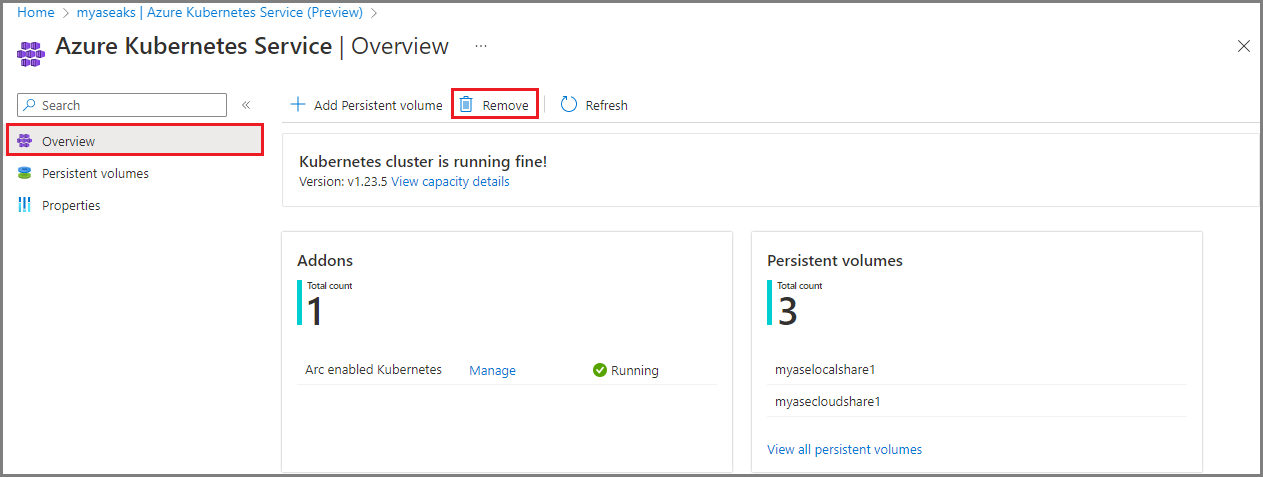 Home > myaseaks | Azure Kubernetes Service (Preview) >
Azure Kubernetes Service | Overview ...
Search «
Add Persistent volume Remove Refresh
Overview
Persistent volumes
Properties
Kubernetes cluster is running fine!
Version: v1.23.5 View capacity details
Addons
Total count
1
Arc enabled Kubernetes Manage Running
Persistent volumes
Total count
3
myaselocalshare1
myasecloudshare1
View all persistent volumes